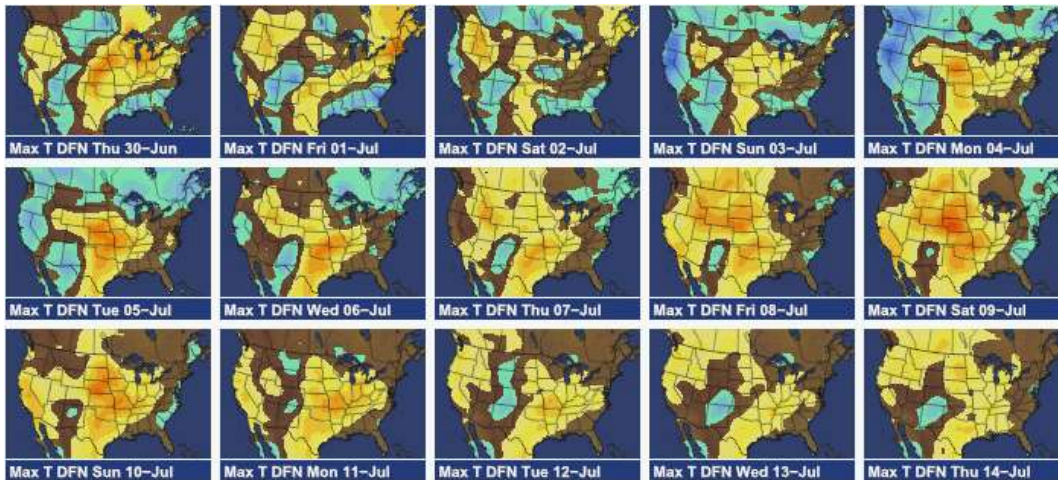 Max T DFN Thu 30-Jun
Max T DFN Fri 01-Jul
Max T DFN Sat 02-Jul
Max T DFN Sun 03-Jul
Max T DFN Mon 04-Jul
Max T DFN Tue 05-Jul
Max T DFN Wed 06-Jul
Max T DFN Thu 07-Jul
Max T DFN Fri 08-Jul
Max T DFN Sat 09-Jul
Max T DFN Sun 10-Jul
Max T DFN Mon 11-Jul
Max T DFN Tue 12-Jul
Max T DFN Wed 13-Jul
Max T DFN Thu 14-Jul